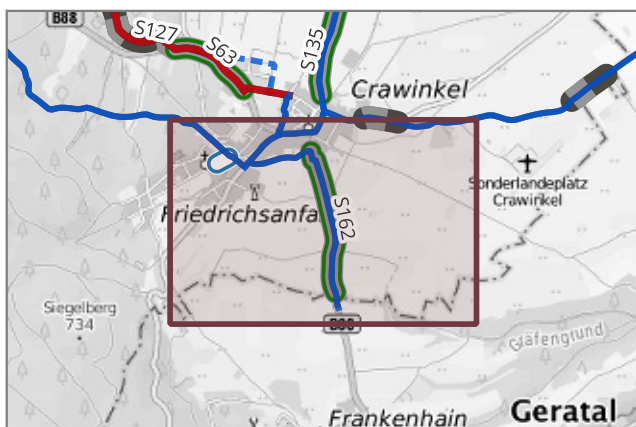 B88
S127
S63
S135
Crawinkel
Sonderlandeplatz
Crawinkel
Friedrichsanfa
S162
Siegelberg
734
B88
Gräfengrund
Geratal
Frankenhain